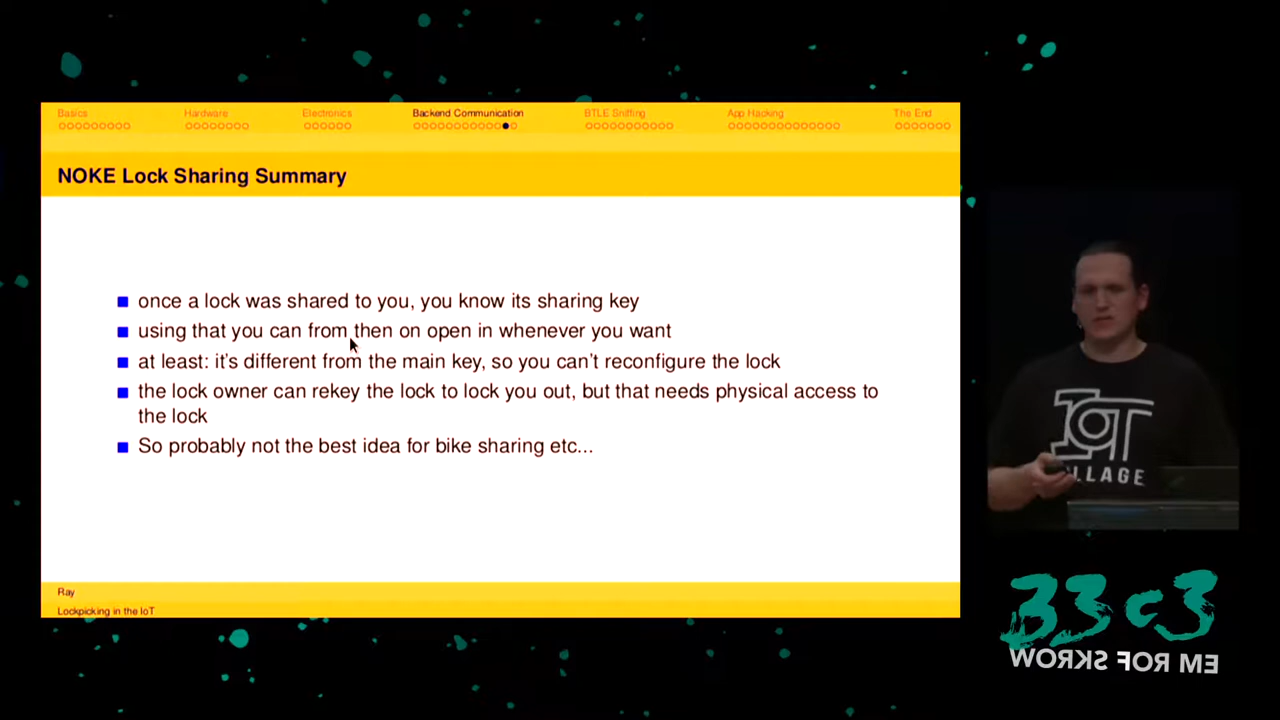 Basics Hardware Electronics Backend Communication BTLE Sniffing App Hacking The End
NOKE Lock Sharing Summary
once a lock was shared to you, you know its sharing key
using that you can from then on open in whenever you want
at least: it's different from the main key, so you can't reconfigure the lock
the lock owner can rekey the lock to lock you out, but that needs physical access to
the lock
So probably not the best idea for bike sharing etc...
Ray
Lockpicking in the IoT
IOT
VILLAGE
33c3
WORKS FOR ME